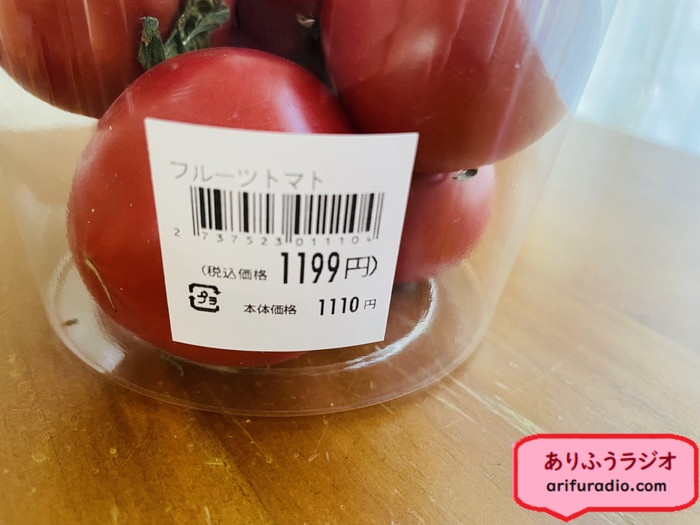 フルーツトマト
2 737523 011104
(税込価格 1199円)
プラ
本体価格 1110円
ありふうラジオ
arifuradio.com